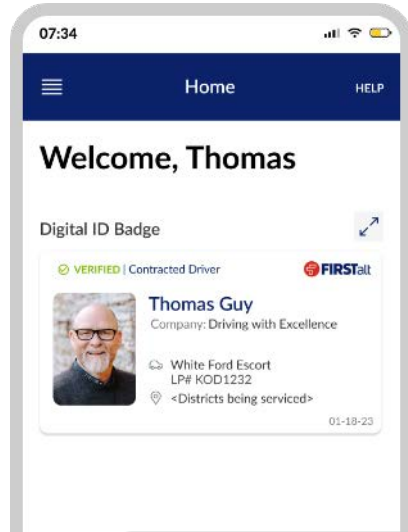 07:34
Home
HELP
Welcome, Thomas
Digital ID Badge
VERIFIED | Contracted Driver
FIRSTalt
Thomas Guy
Company: Driving with Excellence
White Ford Escort
LP# KOD1232
<Districts being serviced>
01-18-23